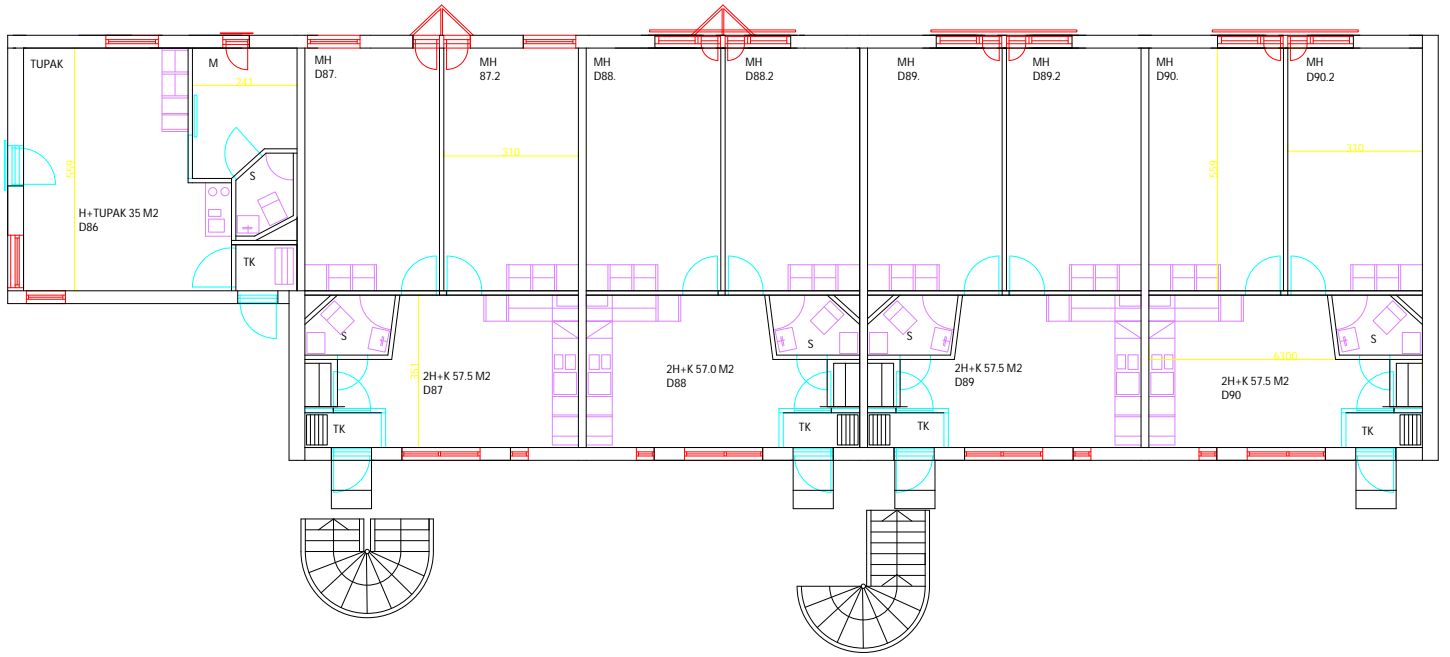 TUPAK
M
MH
D87.
MH
87.2
MH
D88.
MH
D88.2
MH
D89.
MH
D89.2
MH
D90.
MH
D90.2
241
559
310
559
310
S
H+TUPAK 35 M2
D86
TK
S
S
S
S
351
2H+K 57.5 M2
D87
2H+K 57.0 M2
D88
2H+K 57.5 M2
D89
6300
2H+K 57.5 M2
D90
TK
TK
TK
TK